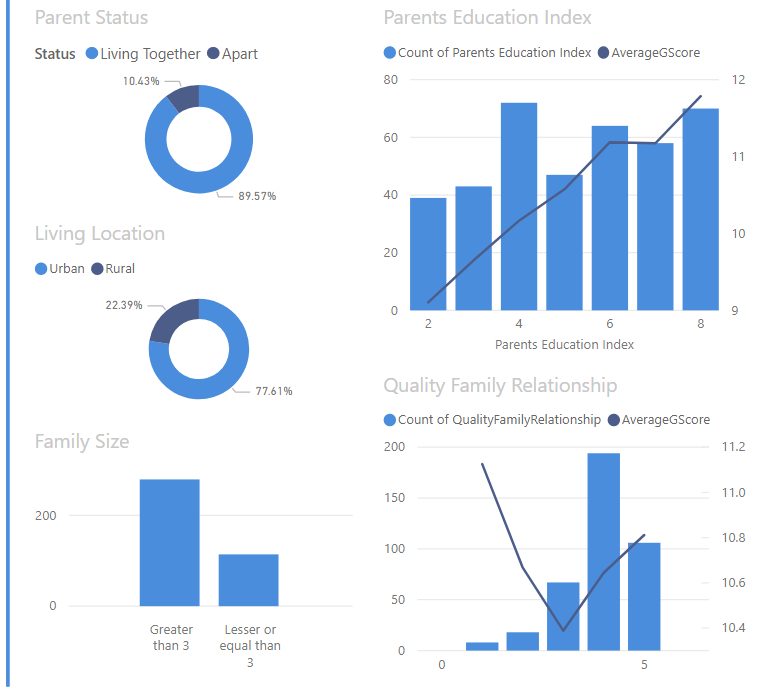 Parent Status
Status Living Together Apart
10.43%
89.57%
Living Location
Urban Rural
22.39%
77.61%
Family Size
200
0
Greater than 3
Lesser or equal than 3
Parents Education Index
Count of Parents Education Index AverageGScore
80 12
60 11
40 10
20
0 9
2 4 6 8
Parents Education Index
Quality Family Relationship
Count of QualityFamilyRelationship AverageGScore
200 11.2
11.0
150
10.8
100
10.6
50
10.4
0
0 5